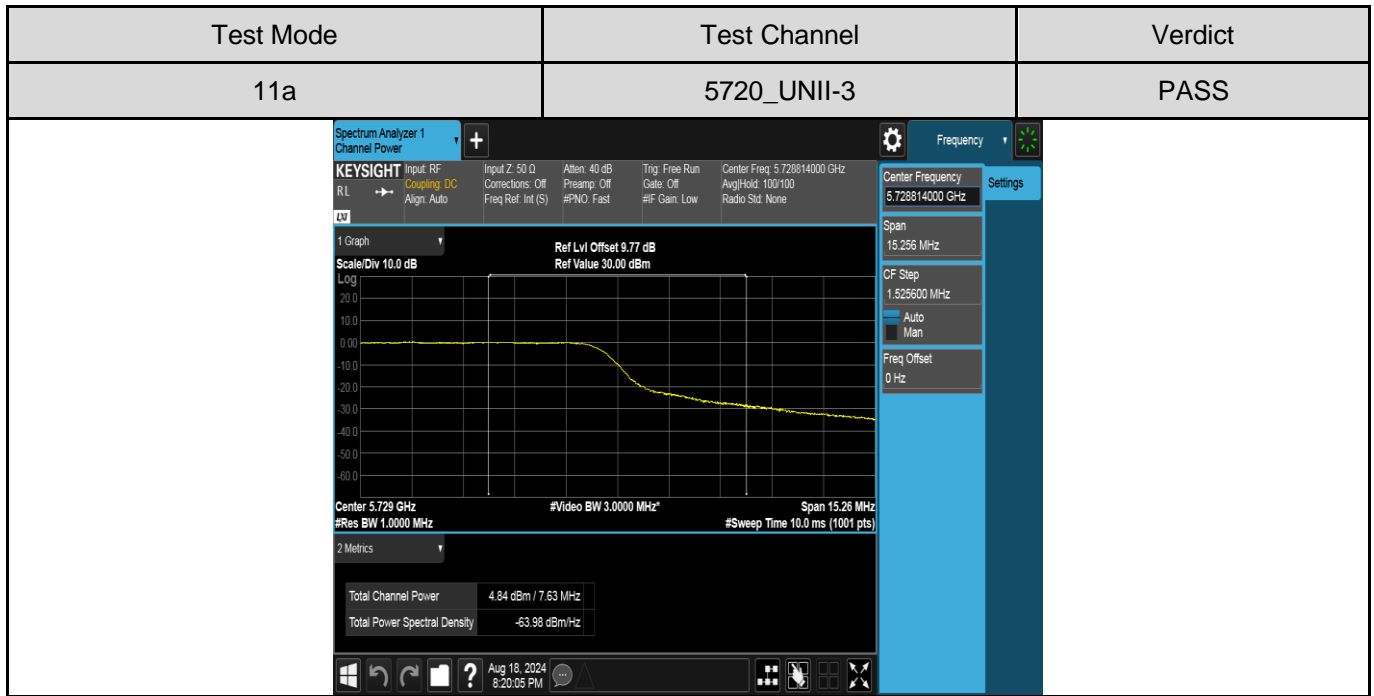 Test Mode Test Channel Verdict
11a 5720_UNII-3 PASS
Spectrum Analyzer 1
Channel Power
Frequency
KEYSIGHT Input: RF Input Z: 50 Ω Atten: 40 dB Trig: Free Run Center Freq: 5.728814000 GHz
RL Coupling: DC Corrections: Off Preamp: Off Gate: Off Avg|Hold: 100/100
Align: Auto Freq Ref: Int (S) #PNO: Fast #IF Gain: Low Radio Std: None
LXI
Center Frequency
5.728814000 GHz
Settings
Span
15.256 MHz
CF Step
1.525600 MHz
Auto
Man
Freq Offset
0 Hz
1 Graph
Ref Lvl Offset 9.77 dB
Scale/Div 10.0 dB Ref Value 30.00 dBm
Log
20.0
10.0
0.00
-10.0
-20.0
-30.0
-40.0
-50.0
-60.0
Center 5.729 GHz #Video BW 3.0000 MHz* Span 15.26 MHz
#Res BW 1.0000 MHz #Sweep Time 10.0 ms (1001 pts)
2 Metrics
Total Channel Power 4.84 dBm / 7.63 MHz
Total Power Spectral Density -63.98 dBm/Hz
? Aug 18, 2024
8:20:05 PM